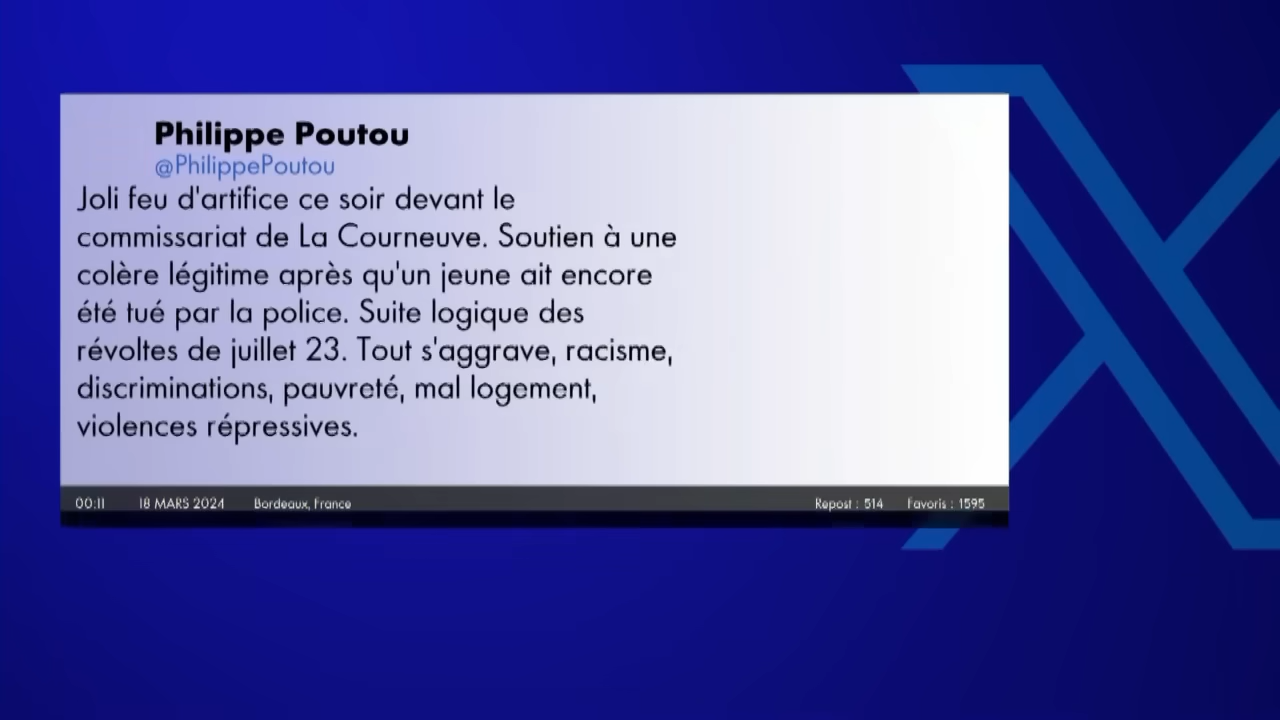 Philippe Poutou
@PhilippePoutou
Joli feu d'artifice ce soir devant le
commissariat de La Courneuve. Soutien à une
colère légitime après qu'un jeune ait encore
été tué par la police. Suite logique des
révoltes de juillet 23. Tout s'aggrave, racisme,
discriminations, pauvreté, mal logement,
violences répressives.
00:11 18 MARS 2024 Bordeaux, France Repost : 514 Favoris : 1595